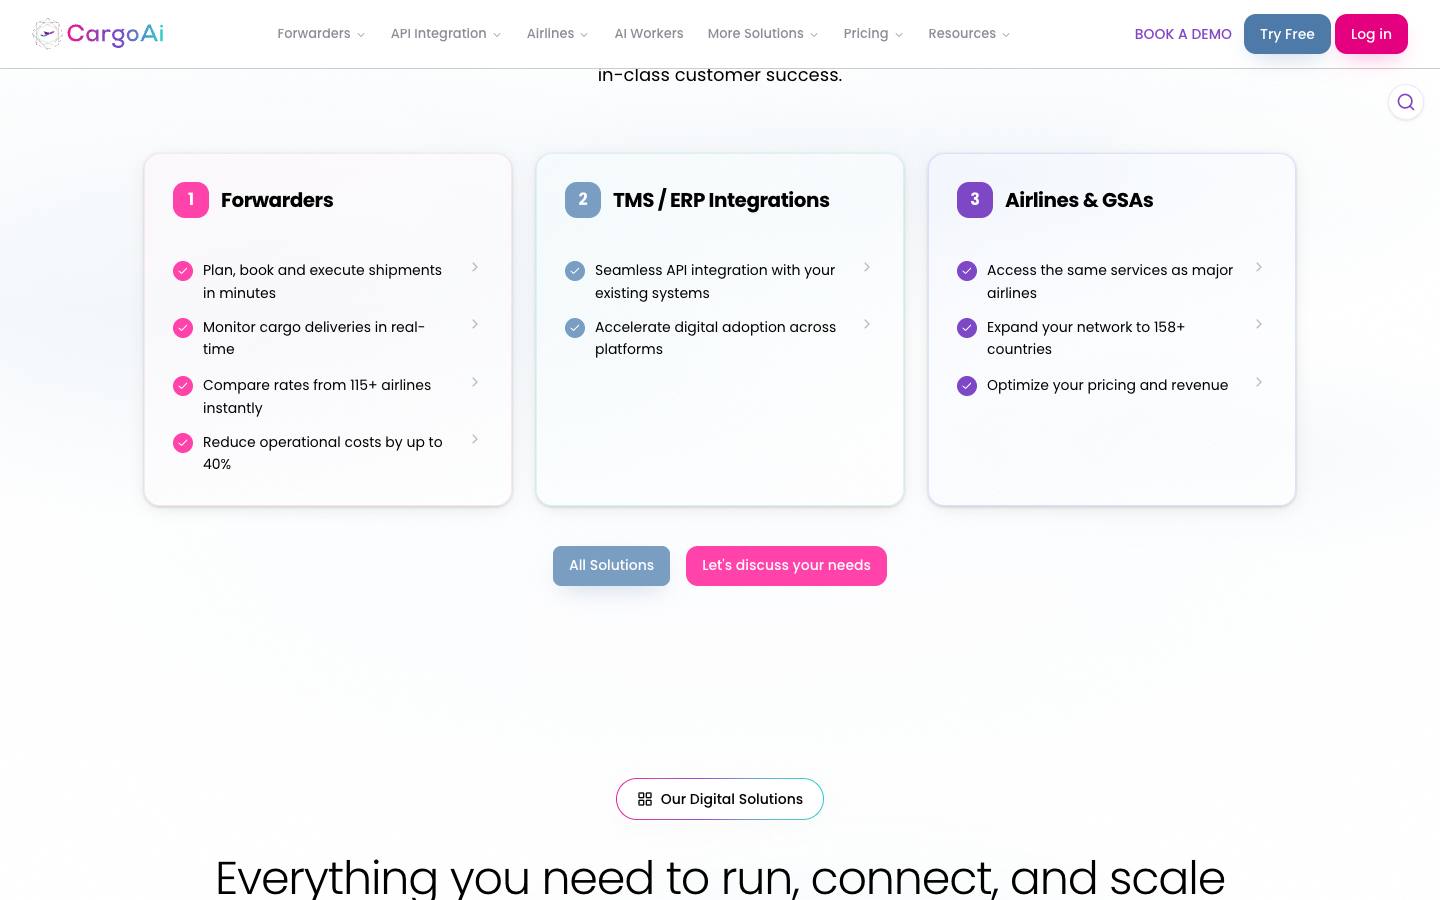 CargoAi
Forwarders
API Integration
Airlines
AI Workers
More Solutions
Pricing
Resources
BOOK A DEMO
Try Free
Log in
in-class customer success.
1
Forwarders
Plan, book and execute shipments
in minutes
Monitor cargo deliveries in real-
time
Compare rates from 115+ airlines
instantly
Reduce operational costs by up to
40%
2
TMS / ERP Integrations
Seamless API integration with your
existing systems
Accelerate digital adoption across
platforms
3
Airlines & GSAs
Access the same services as major
airlines
Expand your network to 158+
countries
Optimize your pricing and revenue
All Solutions
Let's discuss your needs
Our Digital Solutions
Everything you need to run, connect, and scale